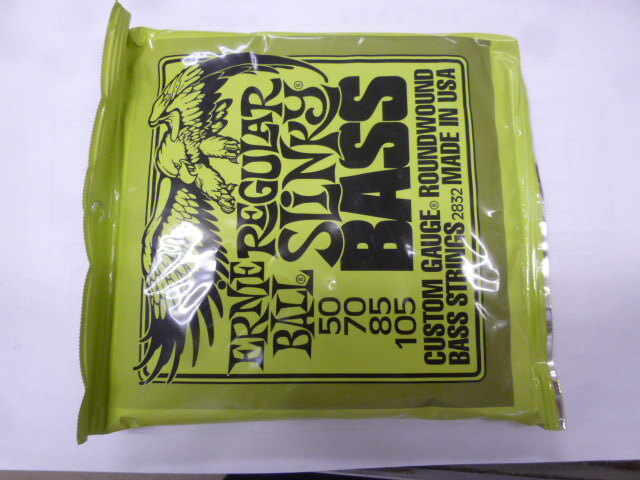 ERNIE
BALL®
REGULAR
SLINKY®
BASS
50
70
85
105
CUSTOM GAUGE® ROUNDWOUND
BASS STRINGS 2832 MADE IN USA